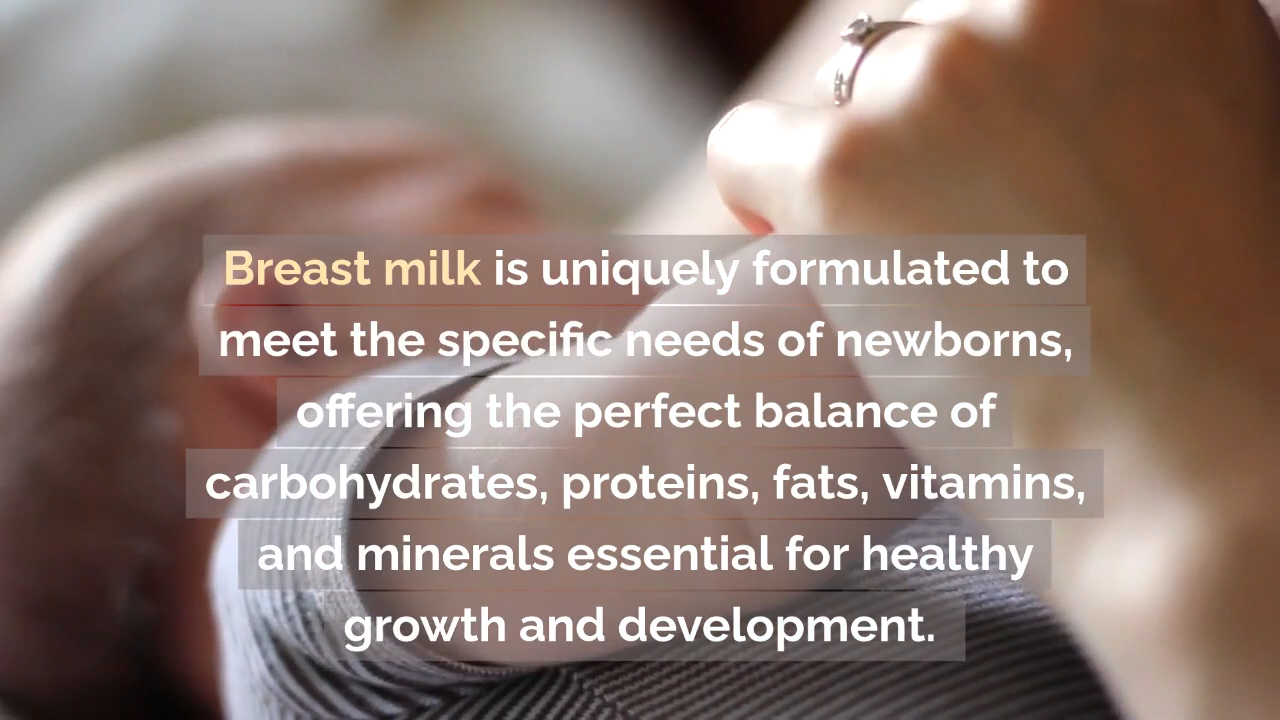 Breast milk is uniquely formulated to
meet the specific needs of newborns,
offering the perfect balance of
carbohydrates, proteins, fats, vitamins,
and minerals essential for healthy
growth and development.